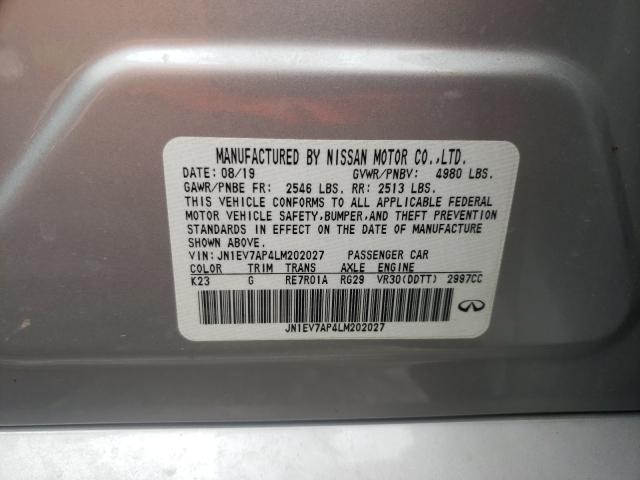 MANUFACTURED BY NISSAN MOTOR CO.,LTD.
DATE: 08/19 GVWR/PNBV: 4980 LBS.
GAWR/PNBE FR: 2546 LBS. RR: 2513 LBS.
THIS VEHICLE CONFORMS TO ALL APPLICABLE FEDERAL
MOTOR VEHICLE SAFETY,BUMPER,AND THEFT PREVENTION
STANDARDS IN EFFECT ON THE DATE OF MANUFACTURE
SHOWN ABOVE.
VIN: JN1EV7AP4LM202027 PASSENGER CAR
COLOR TRIM TRANS AXLE ENGINE
K23 G RE7R01A RG29 VR30(DDTT) 2997CC
JN1EV7AP4LM202027